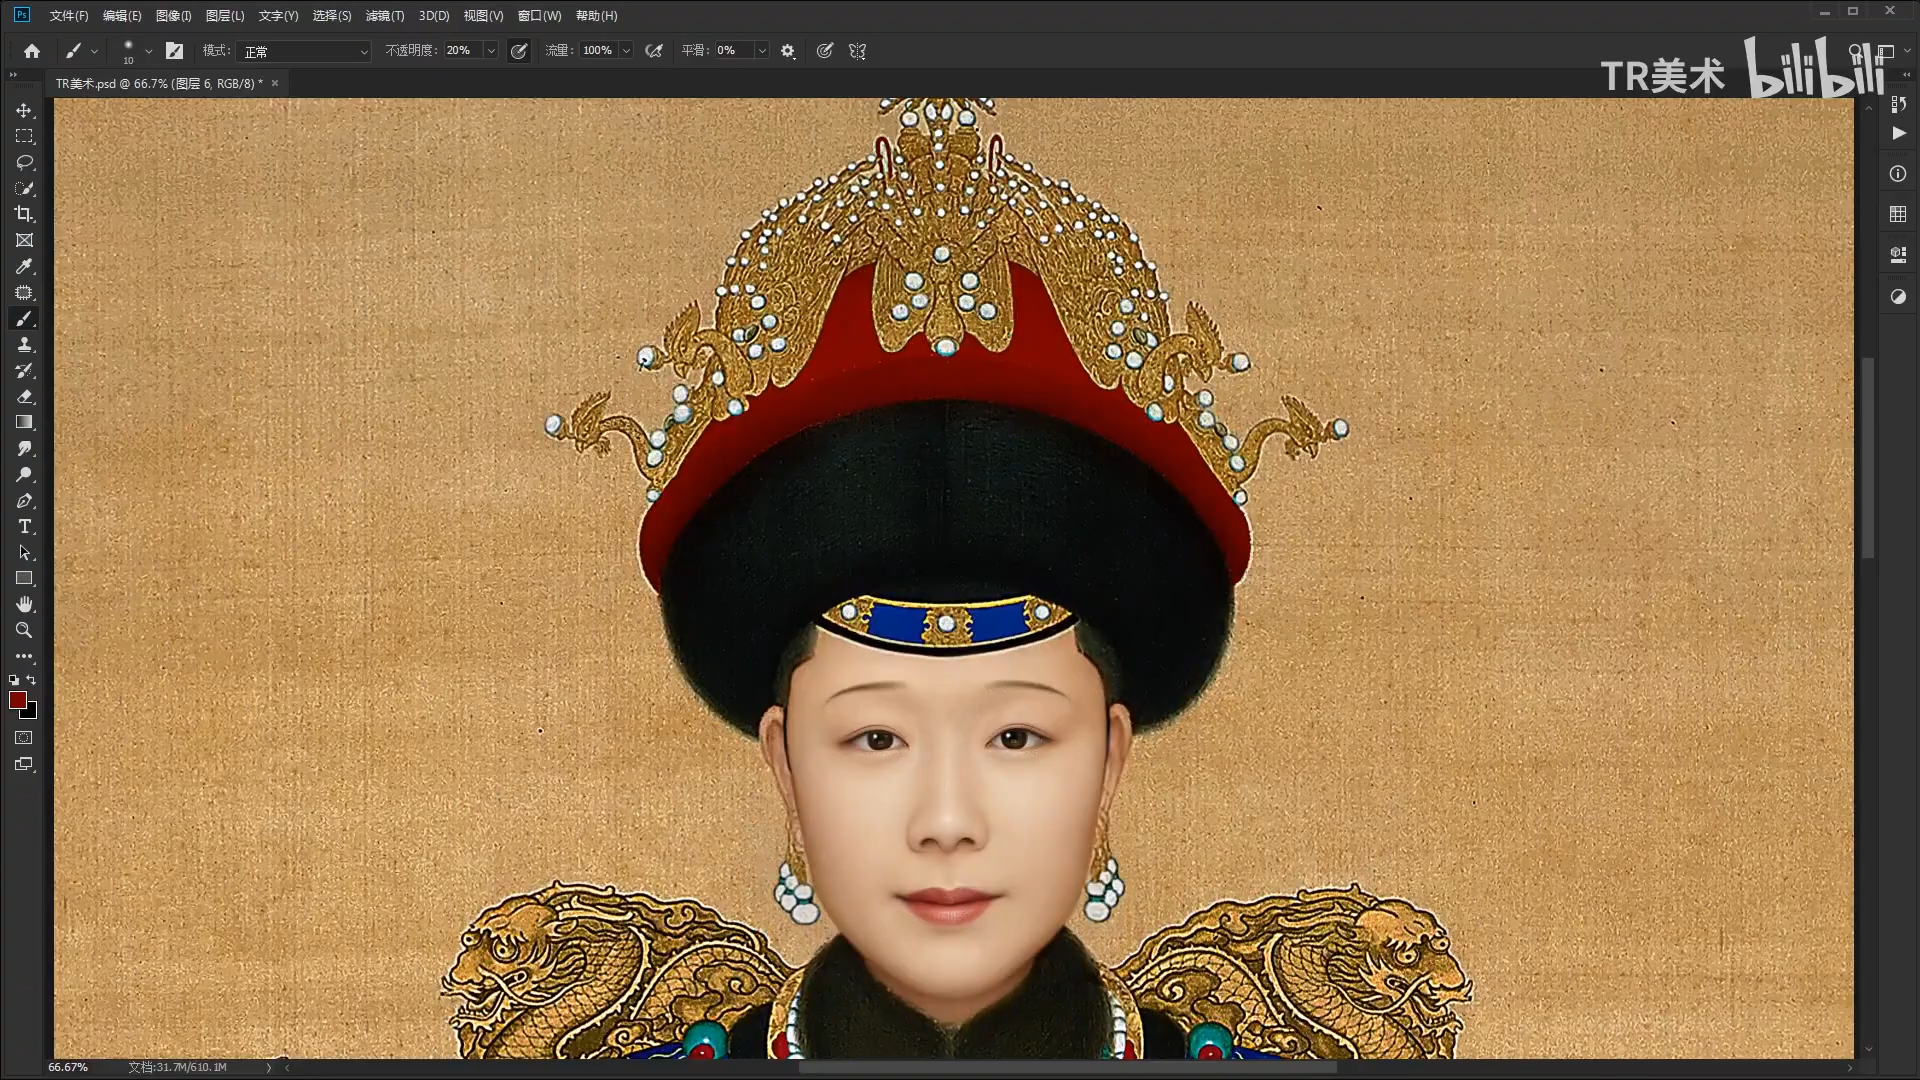 Ps 文件(F) 编辑(E) 图像(I) 图层(L) 文字(Y) 选择(S) 滤镜(T) 3D(D) 视图(V) 窗口(W) 帮助(H)
10 模式: 正常 不透明度: 20% 流量: 100% 平滑: 0%
TR美术 bilibili
TR美术.psd @ 66.7% (图层 6, RGB/8) *
66.67% 文档:31.7M/610.1M